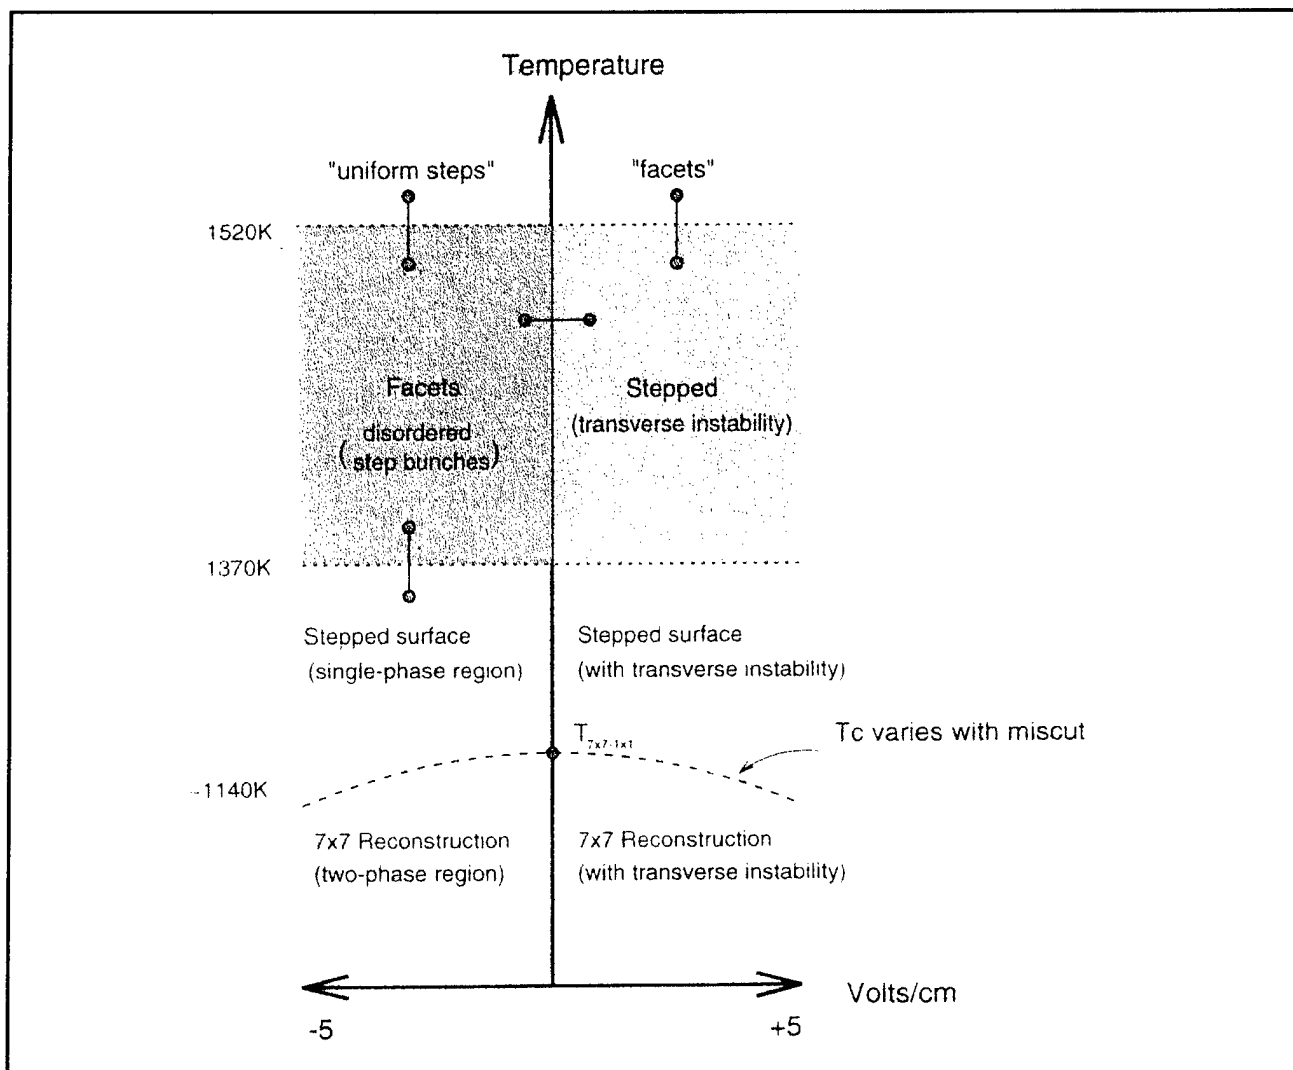 Temperature
"uniform steps"
"facets"
1520K
Facets
(disordered
step bunches)
Stepped
(transverse instability)
1370K
Stepped surface
(single-phase region)
Stepped surface
(with transverse instability)
T7x7-1x1
Tc varies with miscut
~1140K
7x7 Reconstruction
(two-phase region)
7x7 Reconstruction
(with transverse instability)
Volts/cm
-5
+5